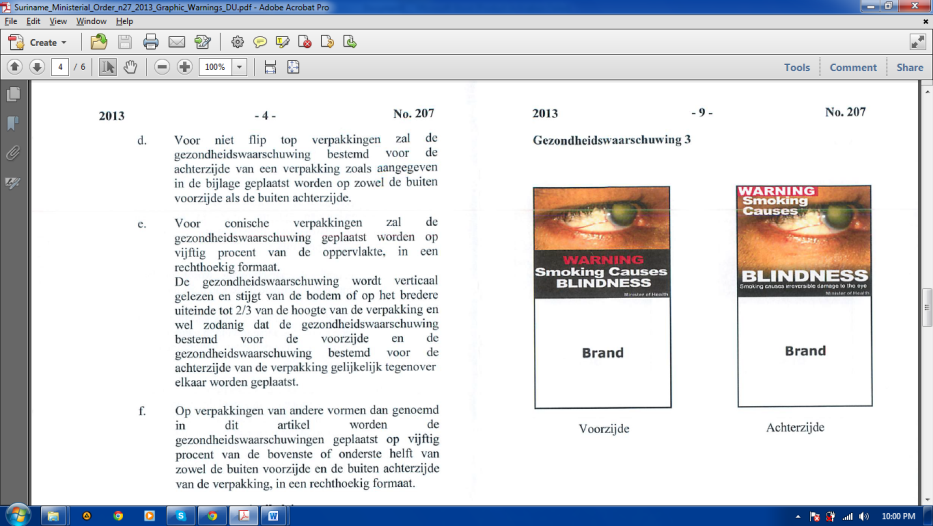 Suriname_Ministerial_Order_n27_2013_Graphic_Warnings_DU.pdf - Adobe Acrobat Pro
File Edit View Window Help
Create
4 / 6
100%
Tools Comment Share
2013 - 4 - No. 207
d. Voor niet flip top verpakkingen zal de
gezondheidswaarschuwing bestemd voor de
achterzijde van een verpakking zoals aangegeven
in de bijlage geplaatst worden op zowel de buiten
voorzijde als de buiten achterzijde.
e. Voor conische verpakkingen zal de
gezondheidswaarschuwing geplaatst worden op
vijftig procent van de oppervlakte, in een
rechthoekig formaat.
De gezondheidswaarschuwing wordt verticaal
gelezen en stijgt van de bodem of op het bredere
uiteinde tot 2/3 van de hoogte van de verpakking en
wel zodanig dat de gezondheidswaarschuwing
bestemd voor de voorzijde en de
gezondheidswaarschuwing bestemd voor de
achterzijde van de verpakking gelijkelijk tegenover
elkaar worden geplaatst.
f. Op verpakkingen van andere vormen dan genoemd
in dit artikel worden de
gezondheidswaarschuwingen geplaatst op vijftig
procent van de bovenste of onderste helft van
zowel de buiten voorzijde en de buiten achterzijde
van de verpakking, in een rechthoekig formaat.
2013 - 9 - No. 207
Gezondheidswaarschuwing 3
WARNING
Smoking Causes
BLINDNESS
Minister of Health
Brand
Voorzijde
WARNING
Smoking
Causes
BLINDNESS
Smoking causes irreversible damage to the eye
Minister of Health
Brand
Achterzijde
10:00 PM